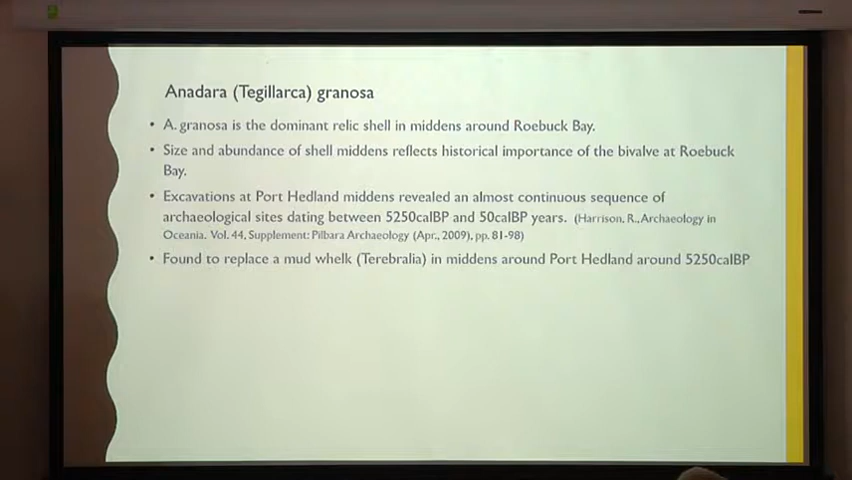 Anadara (Tegillarca) granosa
• A. granosa is the dominant relic shell in middens around Roebuck Bay.
• Size and abundance of shell middens reflects historical importance of the bivalve at Roebuck
Bay.
• Excavations at Port Hedland middens revealed an almost continuous sequence of
archaeological sites dating between 5250calBP and 50calBP years. (Harrison, R., Archaeology in
Oceania. Vol. 44, Supplement: Pilbara Archaeology (Apr., 2009), pp. 81-98)
• Found to replace a mud whelk (Terebralia) in middens around Port Hedland around 5250calBP